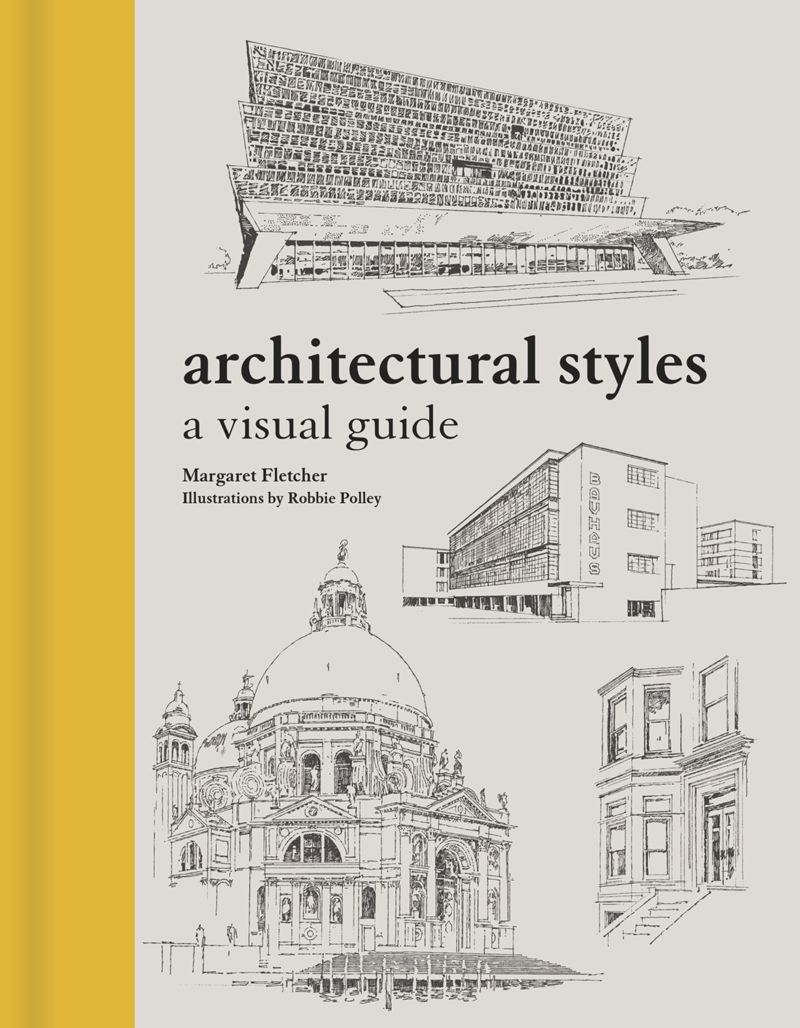 architectural styles
a visual guide
Margaret Fletcher
Illustrations by Robbie Polley
BAUHAUS